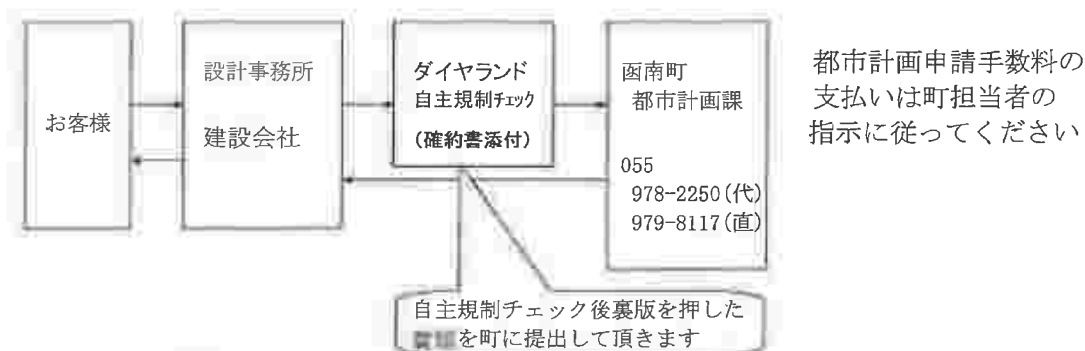 お客様
設計事務所
建設会社
ダイヤランド
自主規制チェック
(確約書添付)
函南町
都市計画課
055
978-2250(代)
979-8117(直)
都市計画申請手数料の
支払いは町担当者の
指示に従ってください
自主規制チェック後裏版を押した
を町に提出して頂きます